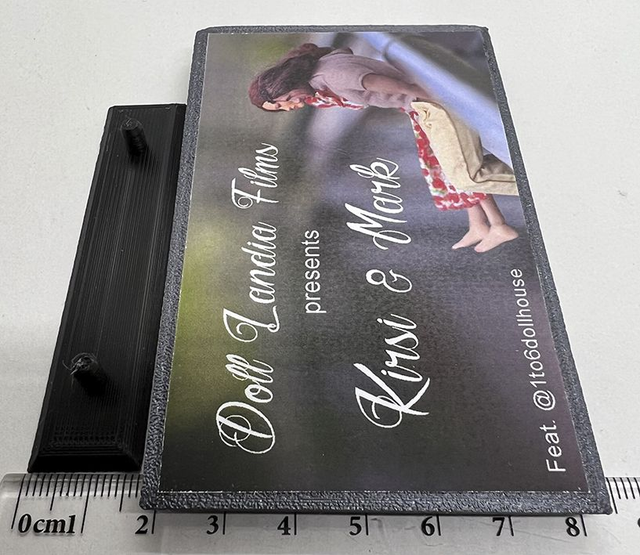 Doll Landia Films
presents
Kirsi & Mark
Feat. @1to6dollhouse
0cm1 2 3 4 5 6 7 8